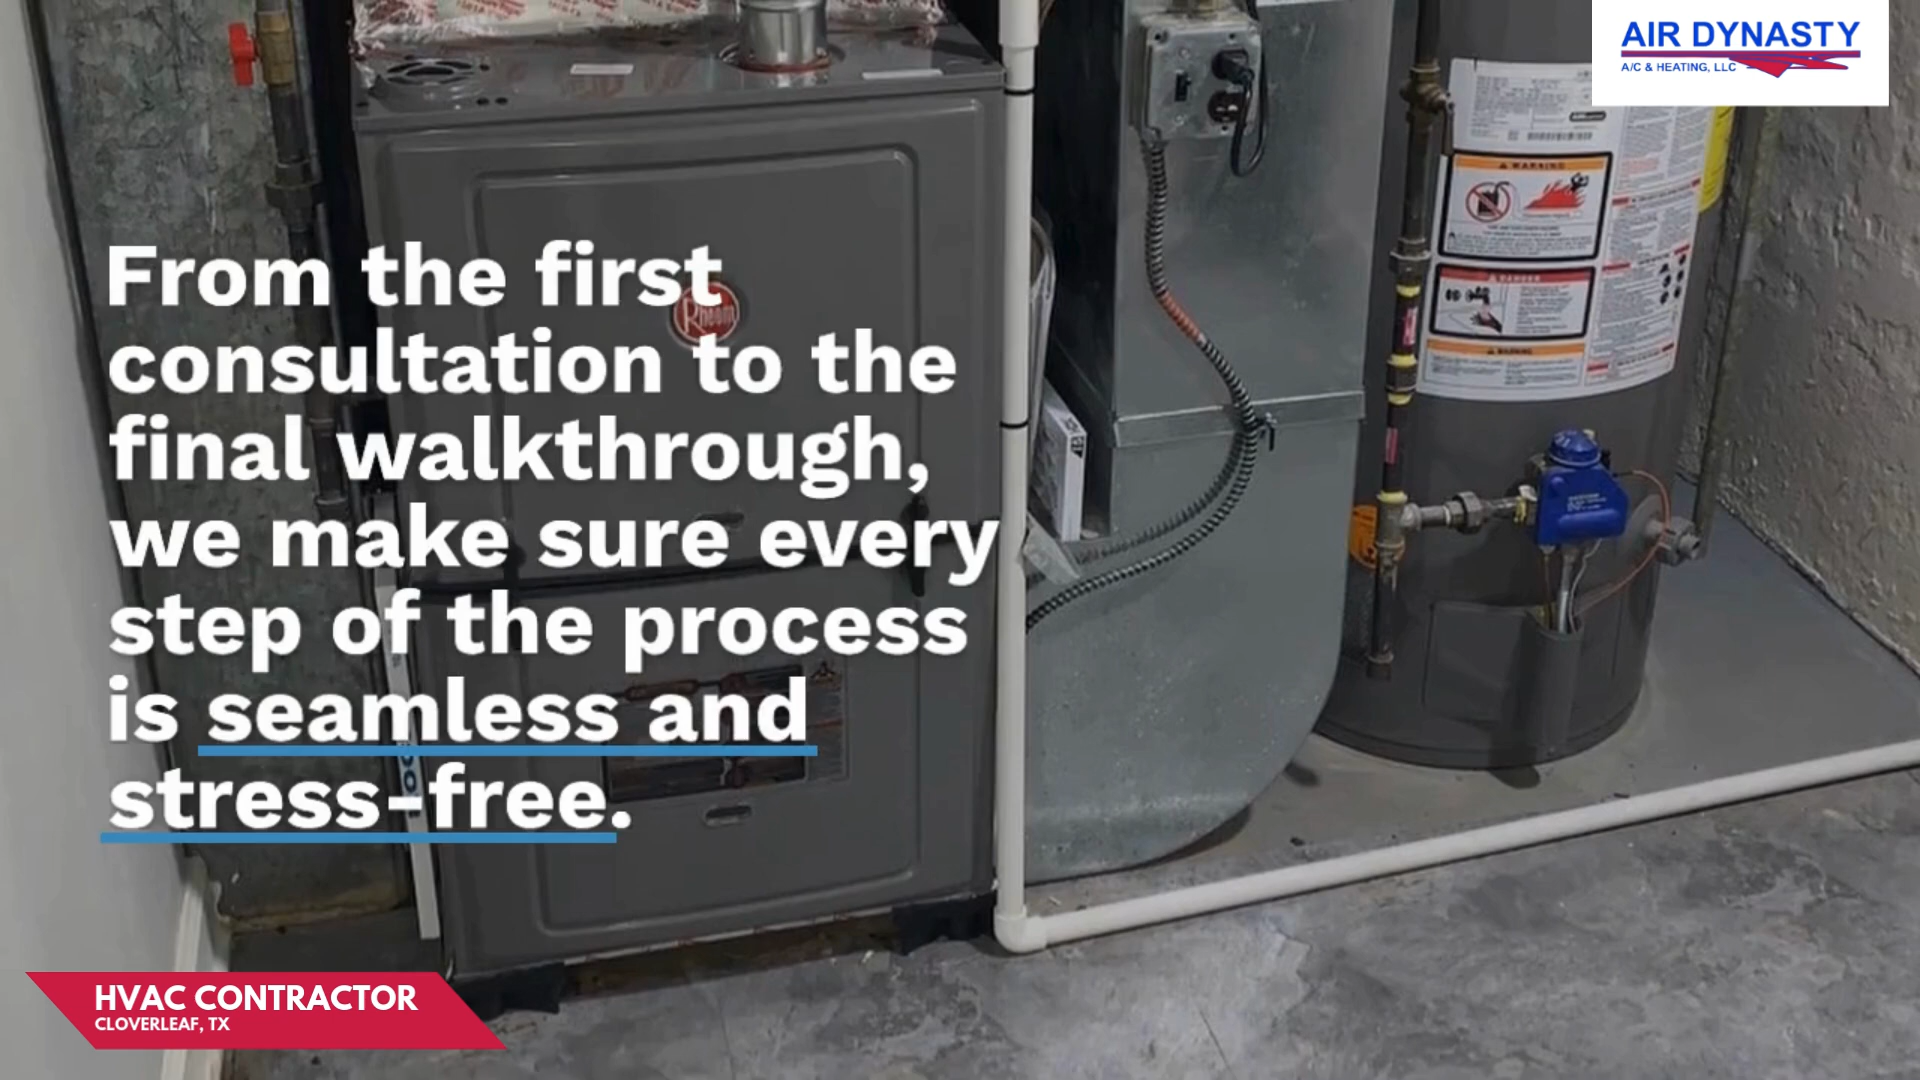 AIR DYNASTY
A/C & HEATING, LLC
WARNING
DANGER
WARNING
Rheem
From the first
consultation to the
final walkthrough,
we make sure every
step of the process
is seamless and
stress-free.
HVAC CONTRACTOR
CLOVERLEAF, TX